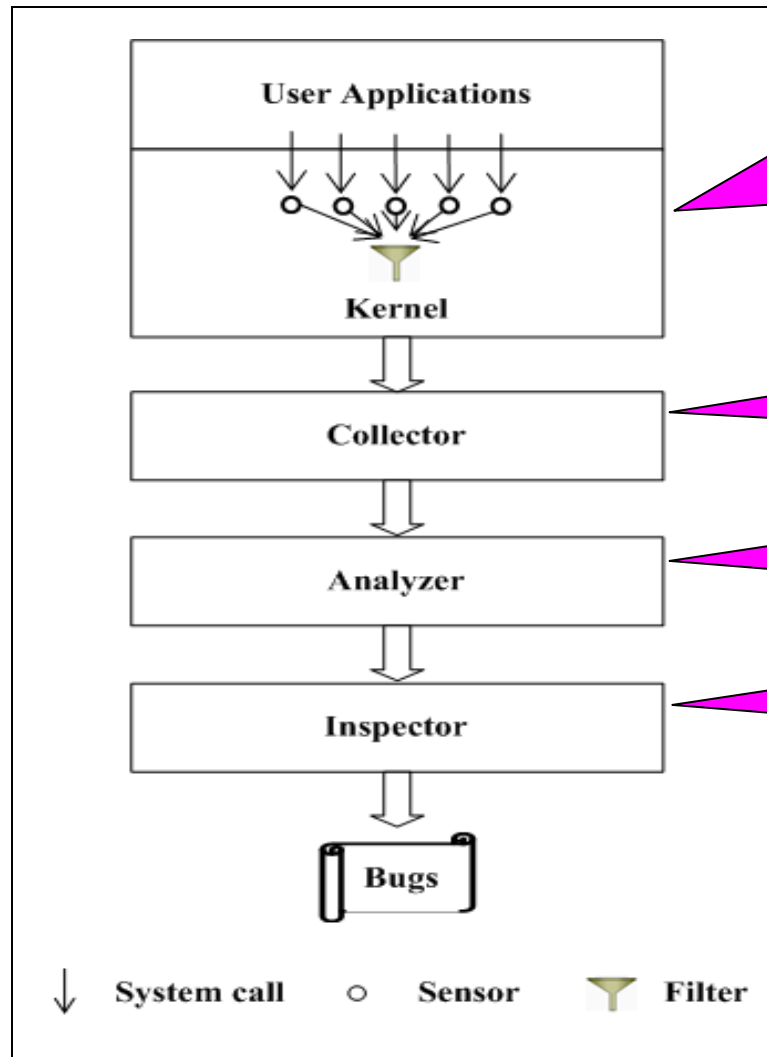 User Applications
Kernel
Collector
Analyzer
Inspector
Bugs
System call Sensor Filter